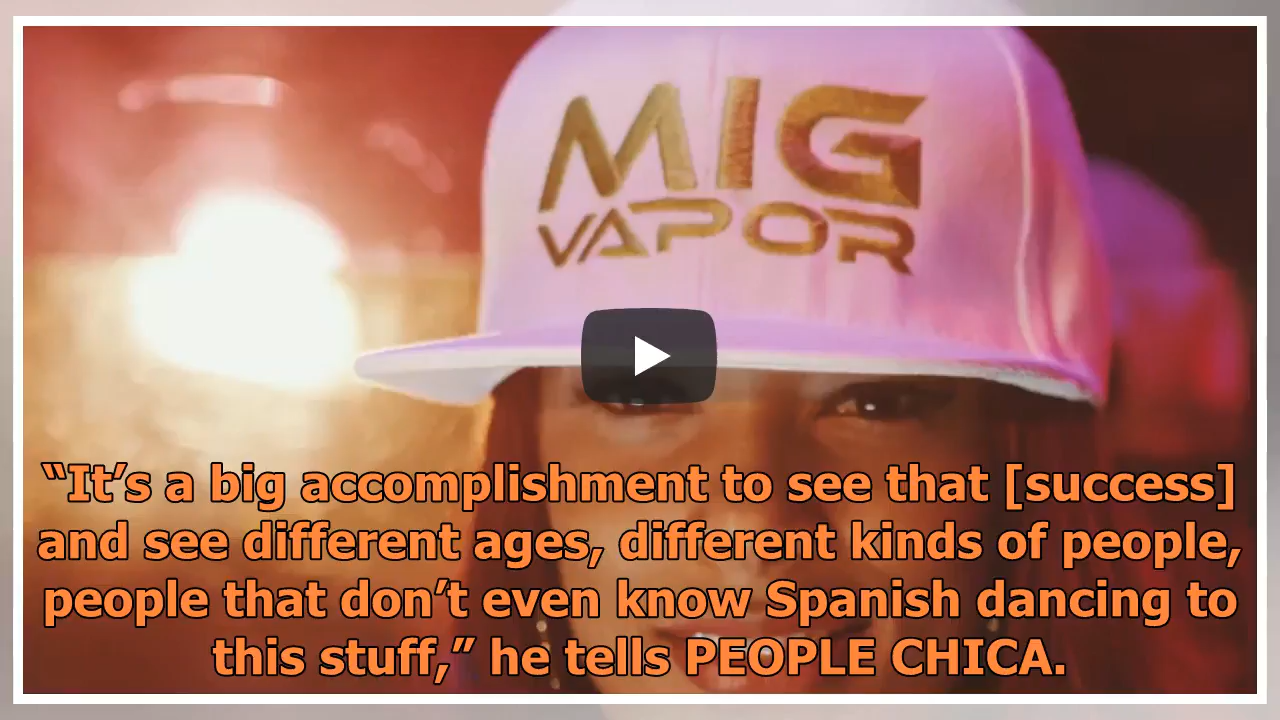 MIG
VAPOR
“It’s a big accomplishment to see that [success]
and see different ages, different kinds of people,
people that don’t even know Spanish dancing to
this stuff,” he tells PEOPLE CHICA.